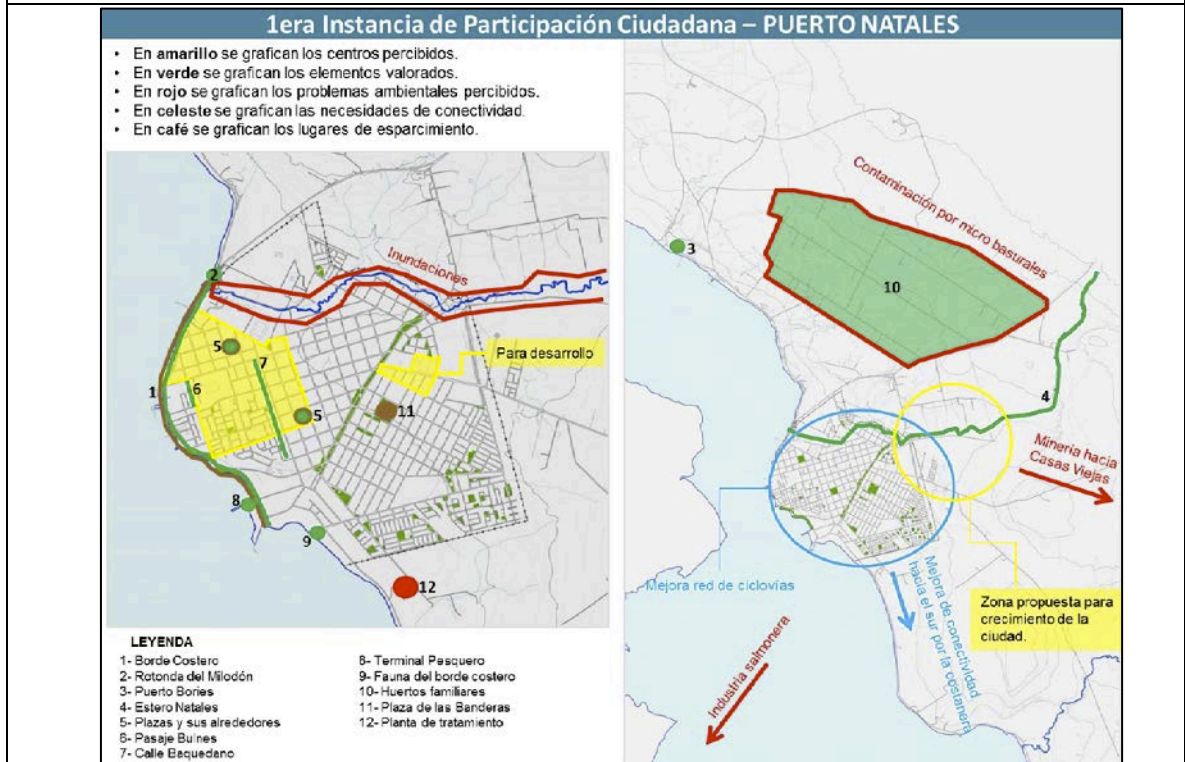 1era Instancia de Participación Ciudadana – PUERTO NATALES
• En amarillo se grafican los centros percibidos.
• En verde se grafican los elementos valorados.
• En rojo se grafican los problemas ambientales percibidos.
• En celeste se grafican las necesidades de conectividad.
• En café se grafican los lugares de esparcimiento.
Inundaciones
2
5
7
Para desarrollo
1
6
5
11
8
9
12
LEYENDA
1- Borde Costero
2- Rotonda del Milodón
3- Puerto Bories
4- Estero Natales
5- Plazas y sus alrededores
6- Pasaje Bulnes
7- Calle Baquedano
8- Terminal Pesquero
9- Fauna del borde costero
10- Huertos familiares
11- Plaza de las Banderas
12- Planta de tratamiento
Contaminación por micro basurales
3
10
4
Minería hacia
Casas Viejas
Mejora red de ciclovías
Mejora de conectividad
hacia el sur por la costanera
Zona propuesta para
crecimiento de la
ciudad.
Industria salmonera